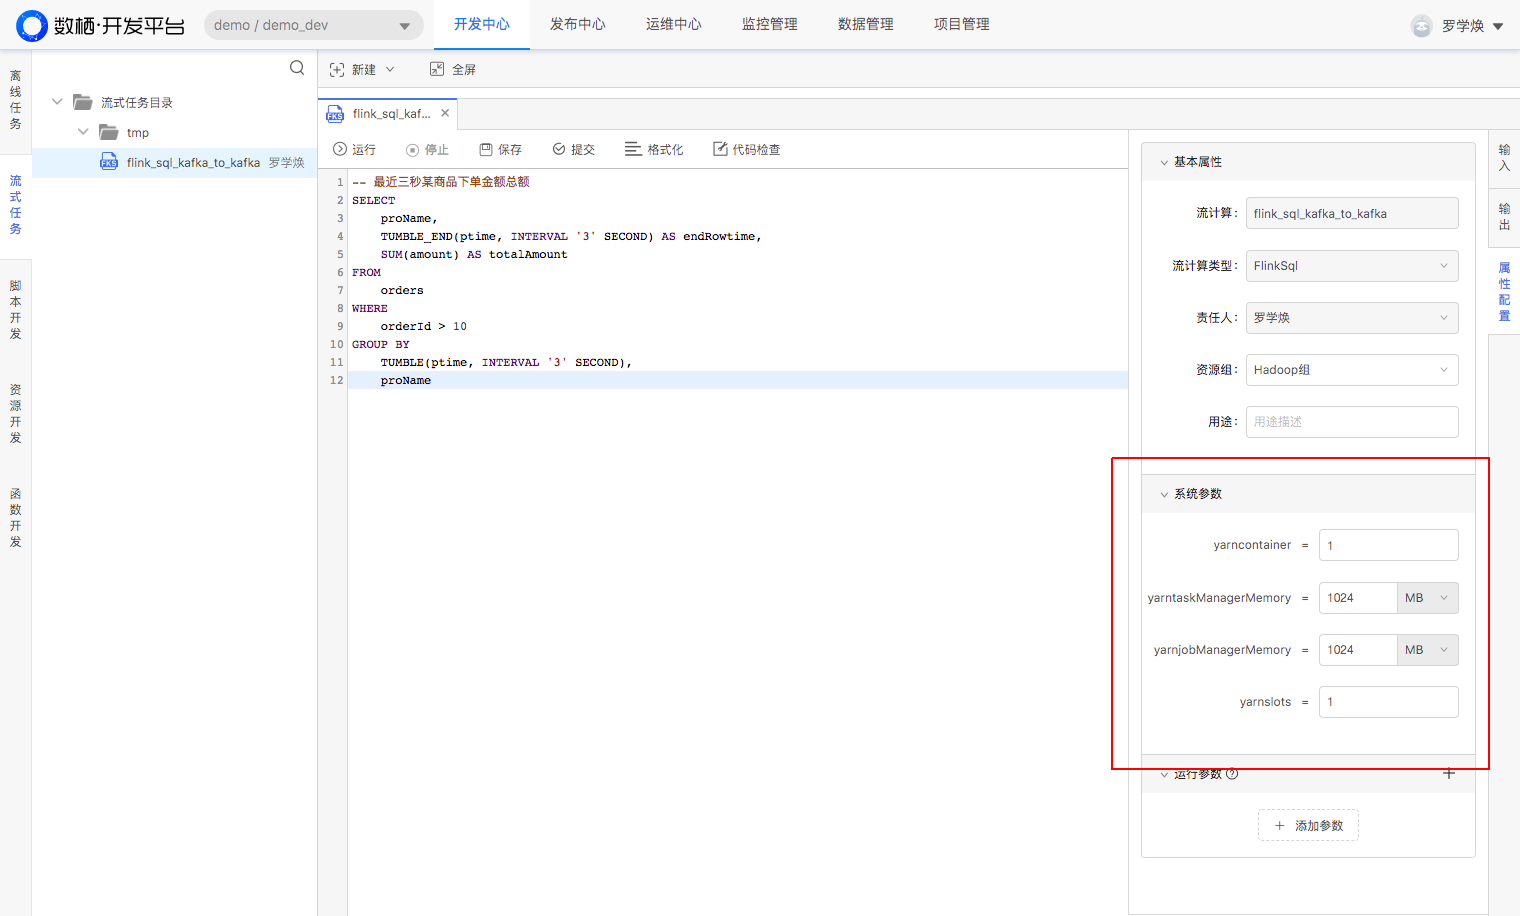 数栖·开发平台
demo / demo_dev
开发中心
发布中心
运维中心
监控管理
数据管理
项目管理
罗学焕
离线任务
流式任务
脚本开发
资源开发
函数开发
流式任务目录
tmp
FKS
flink_sql_kafka_to_kafka 罗学焕
新建
全屏
FKS
flink_sql_kaf...
运行
停止
保存
提交
格式化
代码检查
1 -- 最近三秒某商品下单金额总额
2 SELECT
3 proName,
4 TUMBLE_END(ptime, INTERVAL '3' SECOND) AS endRowtime,
5 SUM(amount) AS totalAmount
6 FROM
7 orders
8 WHERE
9 orderId > 10
10 GROUP BY
11 TUMBLE(ptime, INTERVAL '3' SECOND),
12 proName
基本属性
流计算: flink_sql_kafka_to_kafka
流计算类型: FlinkSql
责任人: 罗学焕
资源组: Hadoop组
用途: 用途描述
系统参数
yarncontainer = 1
yarntaskManagerMemory = 1024 MB
yarnjobManagerMemory = 1024 MB
yarnslots = 1
运行参数 ? +
+ 添加参数
输入
输出
属性配置